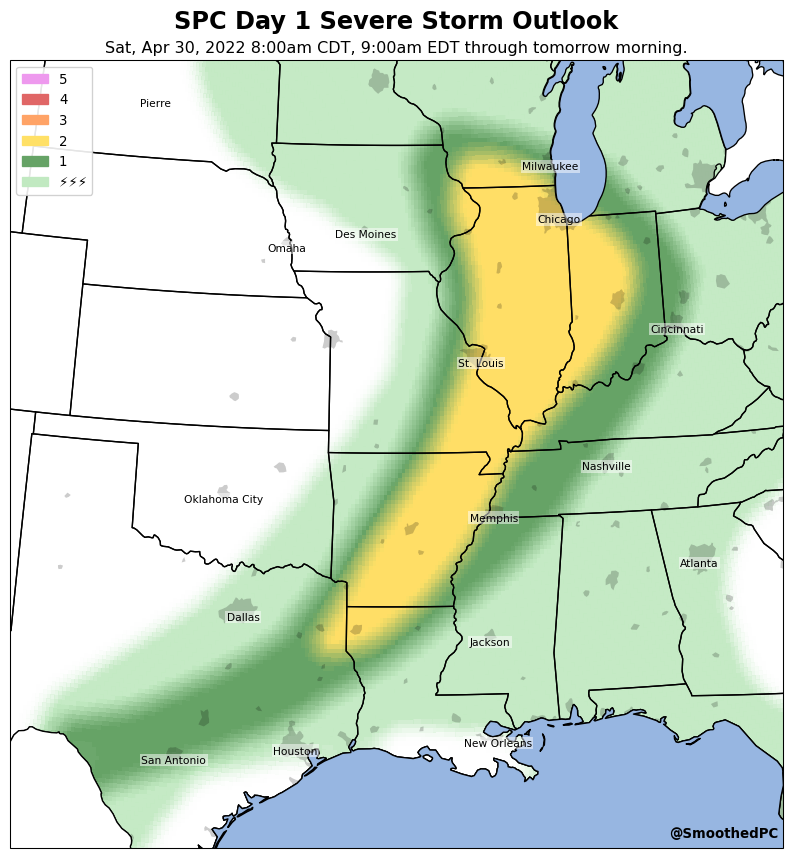 SPC Day 1 Severe Storm Outlook
Sat, Apr 30, 2022 8:00am CDT, 9:00am EDT through tomorrow morning.
5
4
3
2
1
⚡⚡⚡
Pierre
Milwaukee
Chicago
Des Moines
Omaha
Cincinnati
St. Louis
Nashville
Oklahoma City
Memphis
Atlanta
Dallas
Jackson
New Orleans
Houston
San Antonio
@SmoothedPC